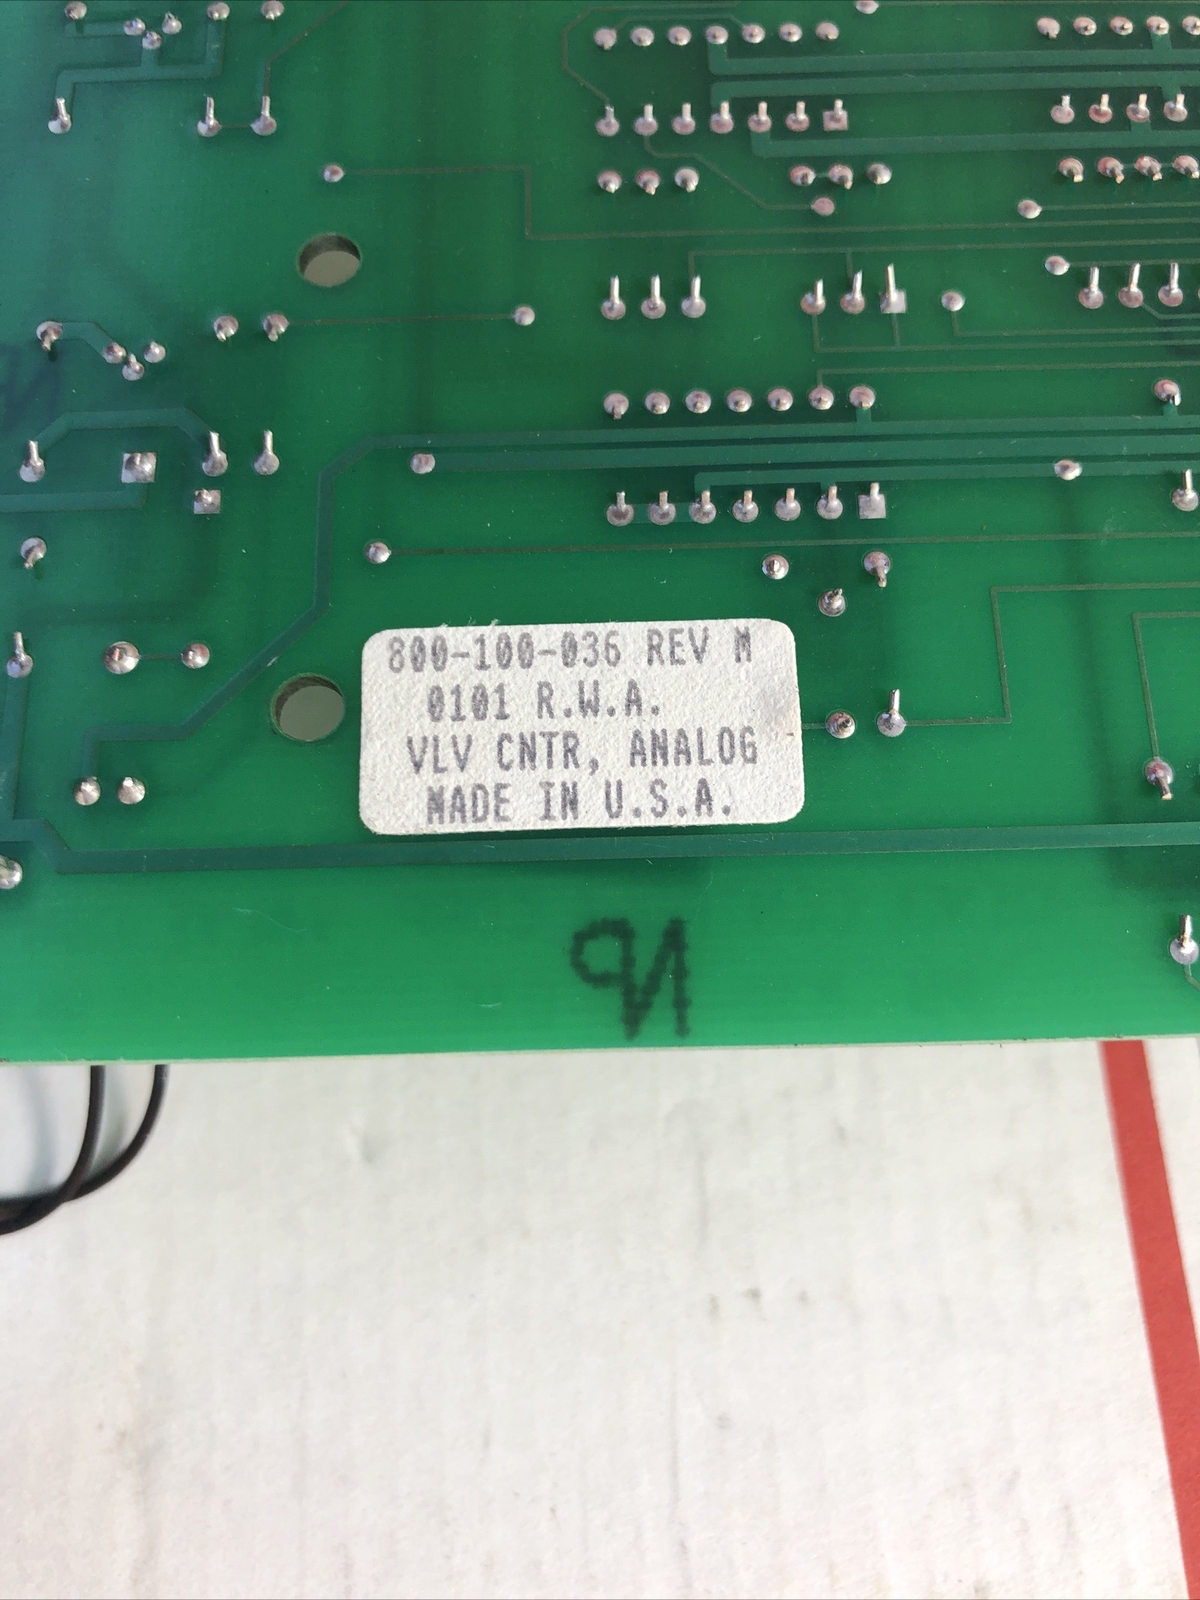 800-100-036 REV M
0101 R.W.A.
VLV CNTR, ANALOG
MADE IN U.S.A.